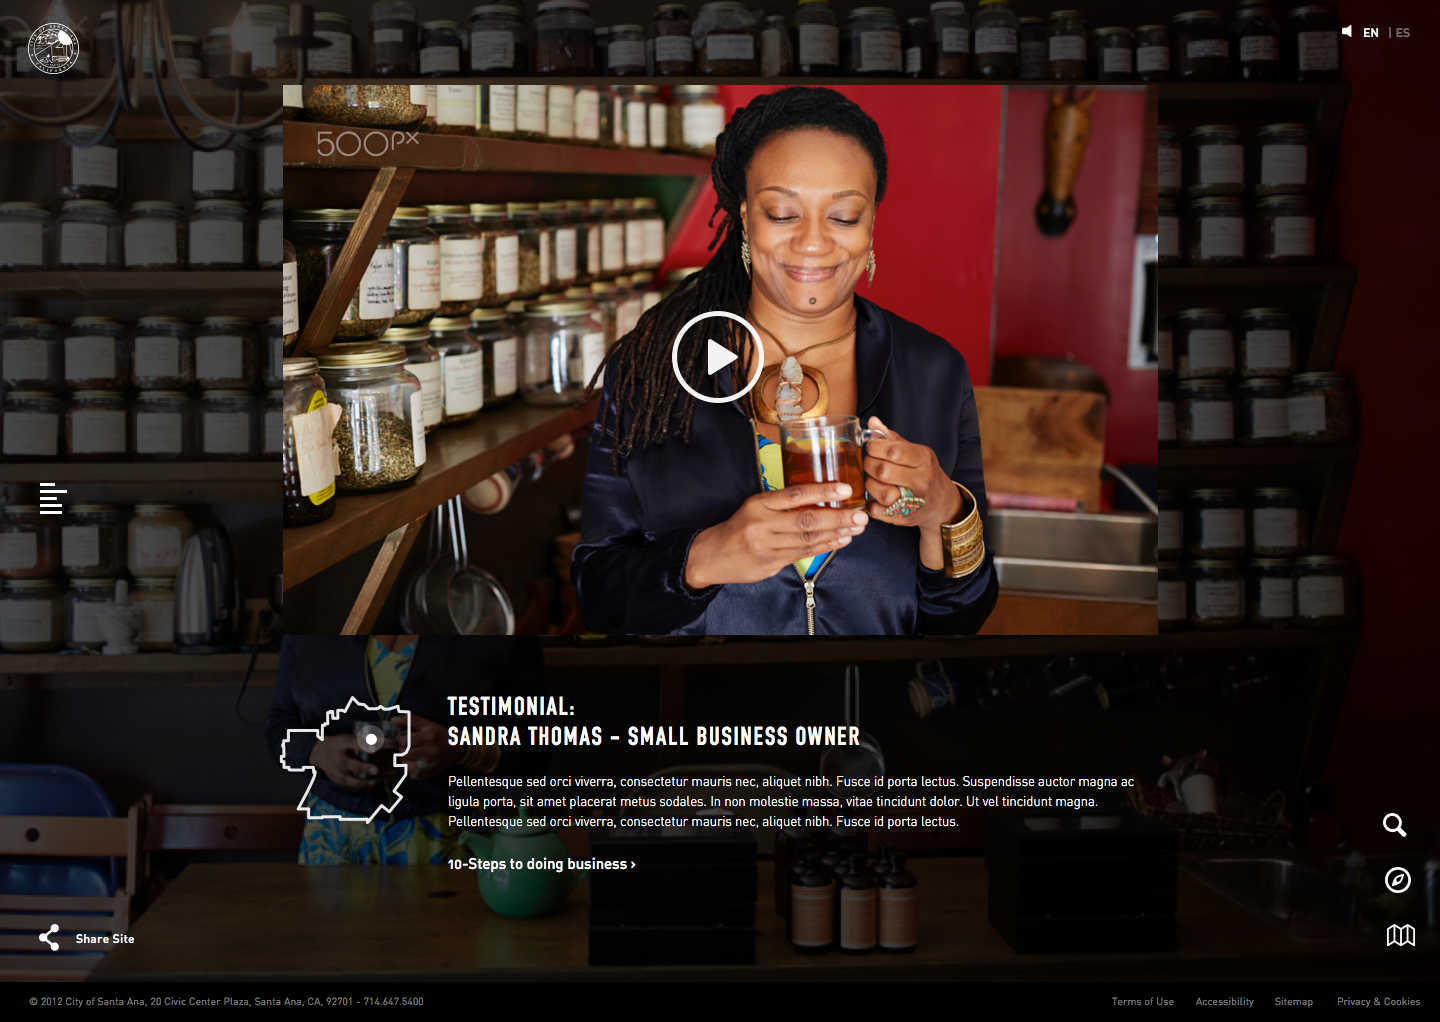 EN | ES
500px
TESTIMONIAL:
SANDRA THOMAS – SMALL BUSINESS OWNER
Pellentesque sed orci viverra, consectetur mauris nec, aliquet nibh. Fusce id porta lectus. Suspendisse auctor magna ac
ligula porta, sit amet placerat metus sodales. In non molestie massa, vitae tincidunt dolor. Ut vel tincidunt magna.
Pellentesque sed orci viverra, consectetur mauris nec, aliquet nibh. Fusce id porta lectus.
10-Steps to doing business ›
Share Site
© 2012 City of Santa Ana, 20 Civic Center Plaza, Santa Ana, CA, 92701 - 714.647.5400
Terms of Use Accessibility Sitemap Privacy & Cookies